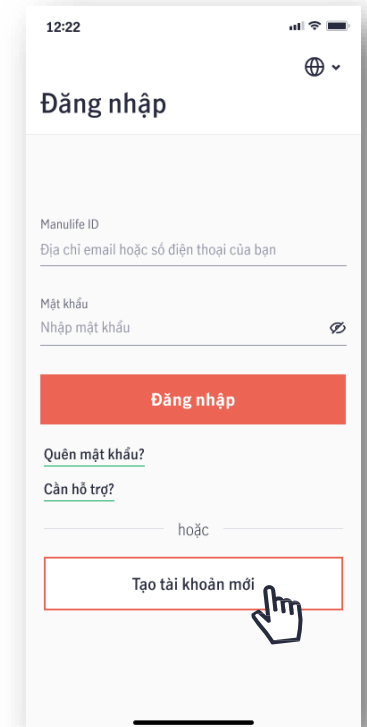 12:22
Đăng nhập
Manulife ID
Địa chỉ email hoặc số điện thoại của bạn
Mật khẩu
Nhập mật khẩu
Đăng nhập
Quên mật khẩu?
Cần hỗ trợ?
hoặc
Tạo tài khoản mới